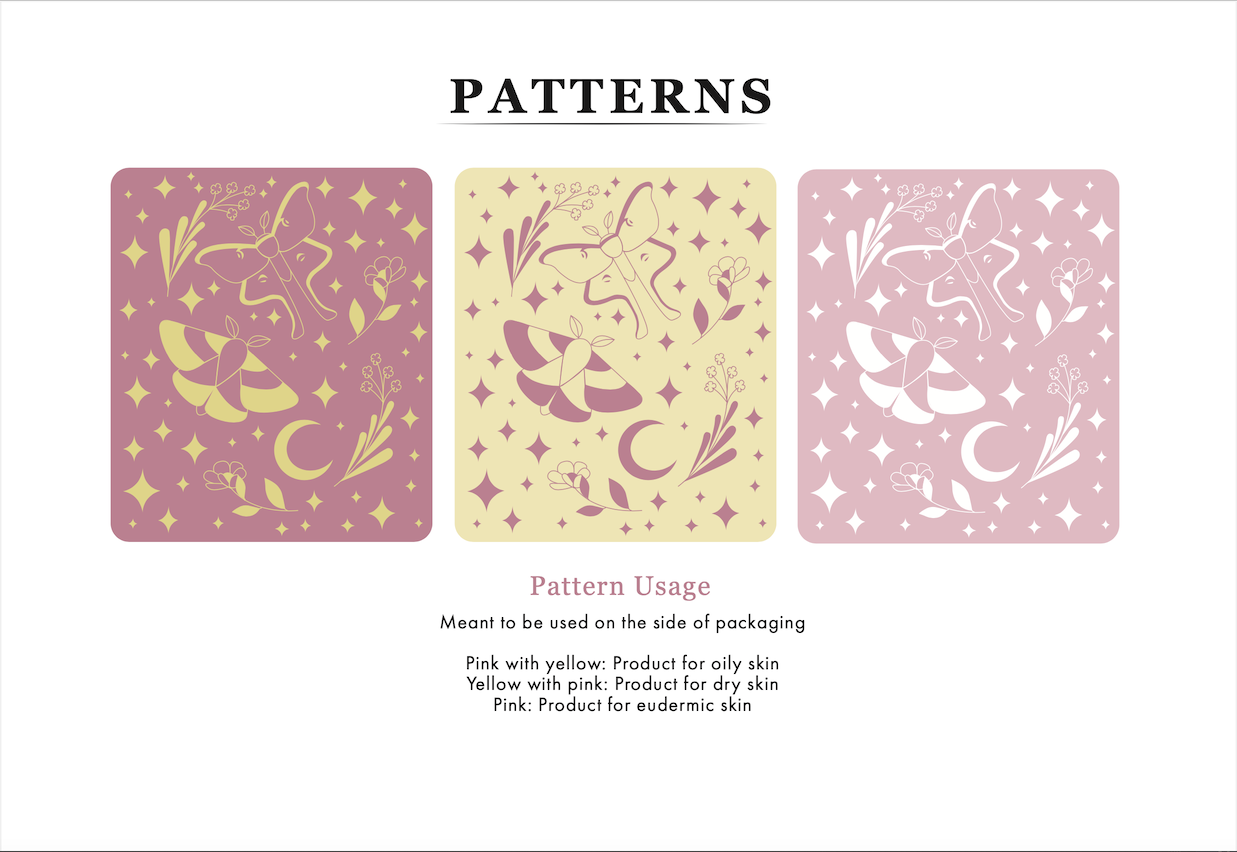 PATTERNS
Pattern Usage
Meant to be used on the side of packaging
Pink with yellow: Product for oily skin
Yellow with pink: Product for dry skin
Pink: Product for eudermic skin